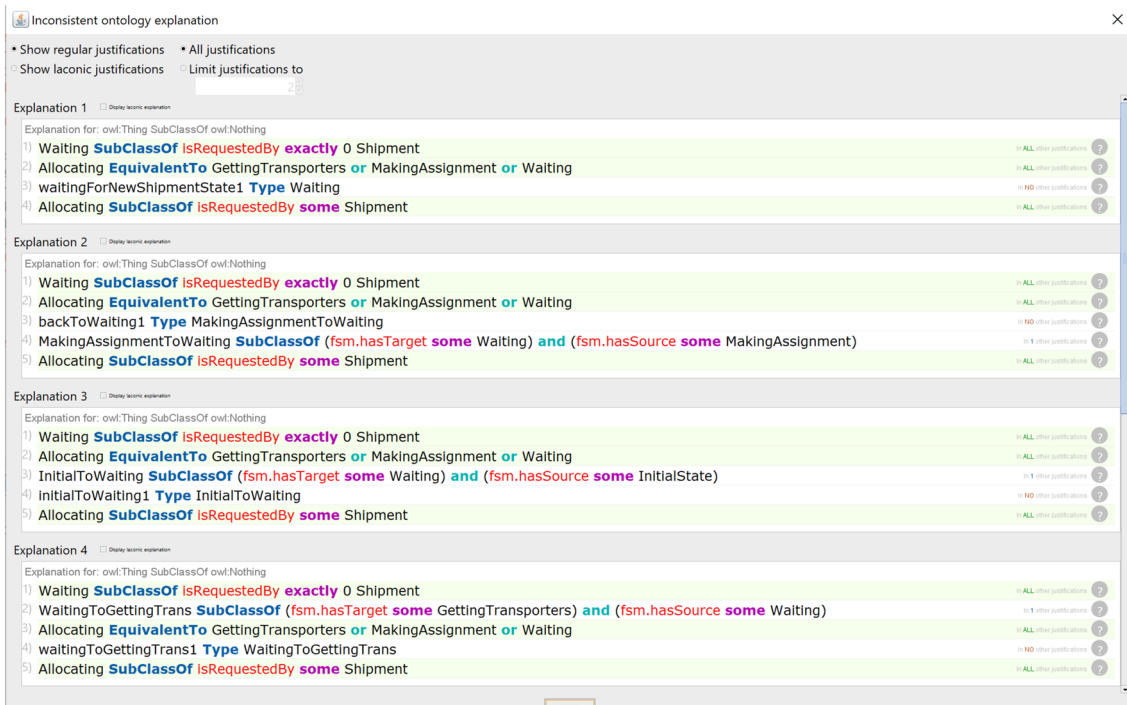 Inconsistent ontology explanation
Show regular justifications All justifications
Show laconic justifications Limit justifications to
2
Explanation 1 Display laconic explanation
Explanation for: owl:Thing SubClassOf owl:Nothing
1) Waiting SubClassOf isRequestedBy exactly 0 Shipment In ALL other justifications ?
2) Allocating EquivalentTo GettingTransporters or MakingAssignment or Waiting In ALL other justifications ?
3) waitingForNewShipmentState1 Type Waiting In NO other justifications ?
4) Allocating SubClassOf isRequestedBy some Shipment In ALL other justifications ?
Explanation 2 Display laconic explanation
Explanation for: owl:Thing SubClassOf owl:Nothing
1) Waiting SubClassOf isRequestedBy exactly 0 Shipment In ALL other justifications ?
2) Allocating EquivalentTo GettingTransporters or MakingAssignment or Waiting In ALL other justifications ?
3) backToWaiting1 Type MakingAssignmentToWaiting In NO other justifications ?
4) MakingAssignmentToWaiting SubClassOf (fsm.hasTarget some Waiting) and (fsm.hasSource some MakingAssignment) In 1 other justifications ?
5) Allocating SubClassOf isRequestedBy some Shipment In ALL other justifications ?
Explanation 3 Display laconic explanation
Explanation for: owl:Thing SubClassOf owl:Nothing
1) Waiting SubClassOf isRequestedBy exactly 0 Shipment In ALL other justifications ?
2) Allocating EquivalentTo GettingTransporters or MakingAssignment or Waiting In ALL other justifications ?
3) InitialToWaiting SubClassOf (fsm.hasTarget some Waiting) and (fsm.hasSource some InitialState) In 1 other justifications ?
4) initialToWaiting1 Type InitialToWaiting In NO other justifications ?
5) Allocating SubClassOf isRequestedBy some Shipment In ALL other justifications ?
Explanation 4 Display laconic explanation
Explanation for: owl:Thing SubClassOf owl:Nothing
1) Waiting SubClassOf isRequestedBy exactly 0 Shipment In ALL other justifications ?
2) WaitingToGettingTrans SubClassOf (fsm.hasTarget some GettingTransporters) and (fsm.hasSource some Waiting) In 1 other justifications ?
3) Allocating EquivalentTo GettingTransporters or MakingAssignment or Waiting In ALL other justifications ?
4) waitingToGettingTrans1 Type WaitingToGettingTrans In NO other justifications ?
5) Allocating SubClassOf isRequestedBy some Shipment In ALL other justifications ?